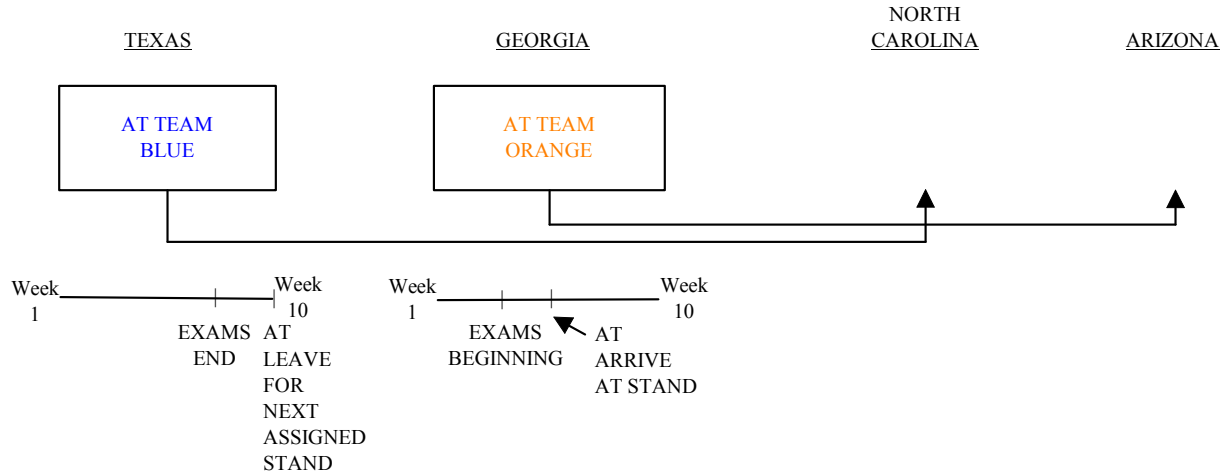 TEXAS
GEORGIA
NORTH
CAROLINA
ARIZONA
AT TEAM
BLUE
AT TEAM
ORANGE
Week
1
Week
10
EXAMS
END
AT
LEAVE
FOR
NEXT
ASSIGNED
STAND
Week
1
Week
10
EXAMS
BEGINNING
AT
ARRIVE
AT STAND